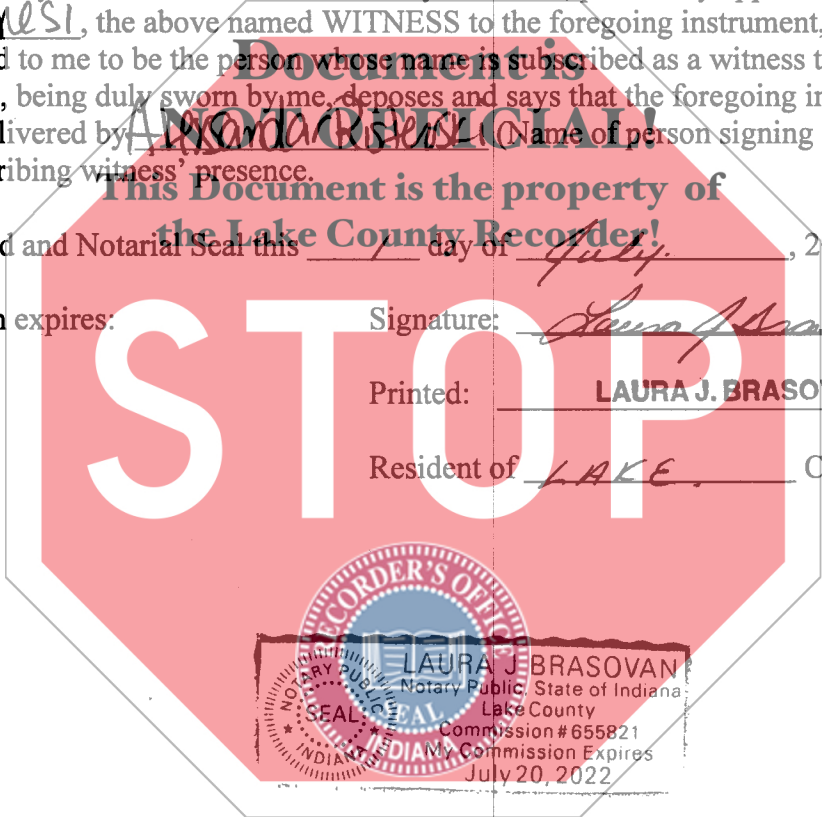 , the above named WITNESS to the foregoing instrument,
d to me to be the person whose name is subscribed as a witness t
, being duly sworn by me, deposes and says that the foregoing in
livered by (Name of person signing
ribing witness' presence.
d and Notarial Seal this day of July, 2
n expires: Signature:
Printed: LAURA J. BRASO
Resident of LAKE
Document is
NOT OFFICIAL!
This Document is the property of
the Lake County Recorder!
STOP
RECORDER'S OFFICE
SEAL
INDIANA
NOTARY PUBLIC
SEAL
INDIANA
LAURA J BRASOVAN
Notary Public, State of Indiana
Lake County
Commission # 655821
My Commission Expires
July 20, 2022